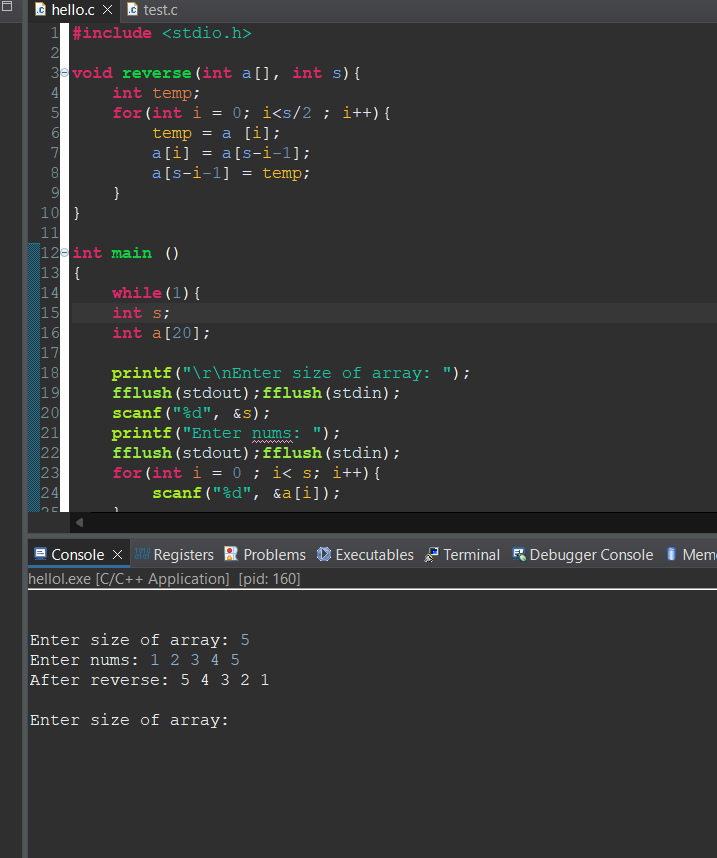 hello.c test.c
1 #include <stdio.h>
2
3 void reverse(int a[], int s){
4 int temp;
5 for(int i = 0; i<s/2 ; i++){
6 temp = a [i];
7 a[i] = a[s-i-1];
8 a[s-i-1] = temp;
9 }
10 }
11
12 int main ()
13 {
14 while(1){
15 int s;
16 int a[20];
17
18 printf("\r\nEnter size of array: ");
19 fflush(stdout);fflush(stdin);
20 scanf("%d", &s);
21 printf("Enter nums: ");
22 fflush(stdout);fflush(stdin);
23 for(int i = 0 ; i< s; i++){
24 scanf("%d", &a[i]);
25 }
Console Registers Problems Executables Terminal Debugger Console Mem
hellol.exe [C/C++ Application] [pid: 160]
Enter size of array: 5
Enter nums: 1 2 3 4 5
After reverse: 5 4 3 2 1
Enter size of array: